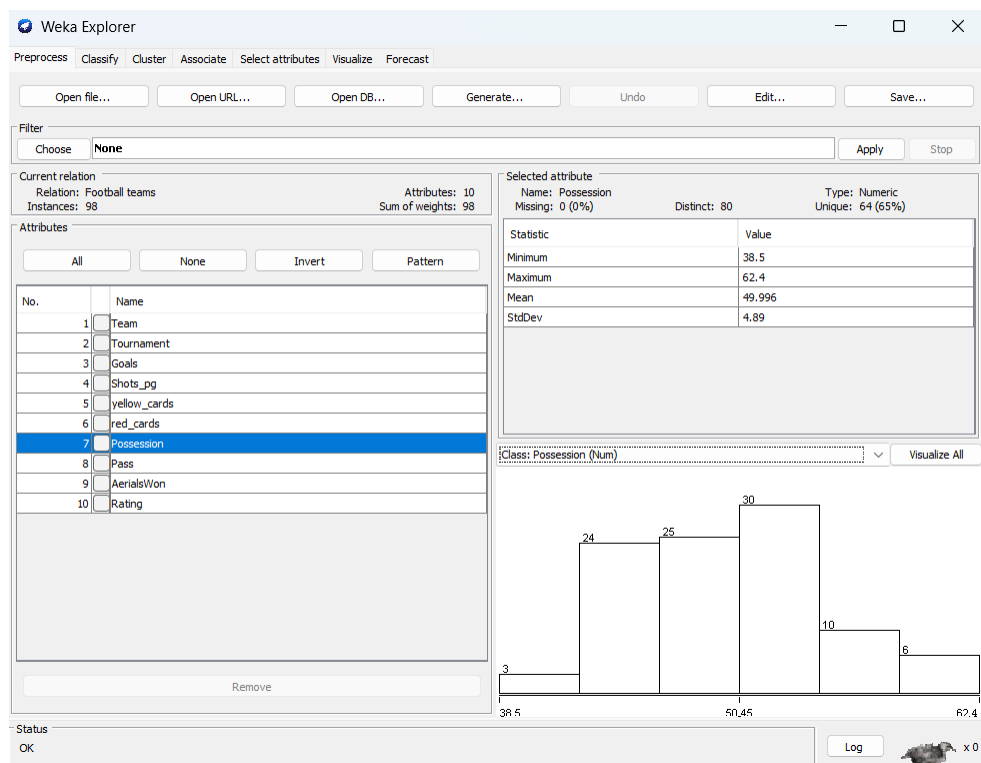 Weka Explorer
Preprocess Classify Cluster Associate Select attributes Visualize Forecast
Open file... Open URL... Open DB... Generate... Undo Edit... Save...
Filter
Choose None Apply Stop
Current relation
Relation: Football teams Attributes: 10
Instances: 98 Sum of weights: 98
Attributes
All None Invert Pattern
No. Name
1 Team
2 Tournament
3 Goals
4 Shots_pg
5 yellow_cards
6 red_cards
7 Possession
8 Pass
9 AerialsWon
10 Rating
Remove
Selected attribute
Name: Possession Type: Numeric
Missing: 0 (0%) Distinct: 80 Unique: 64 (65%)
Statistic Value
Minimum 38.5
Maximum 62.4
Mean 49.996
StdDev 4.89
Class: Possession (Num) Visualize All
3 24 25 30 10 6
38.5 50.45 62.4
Status
OK Log x 0